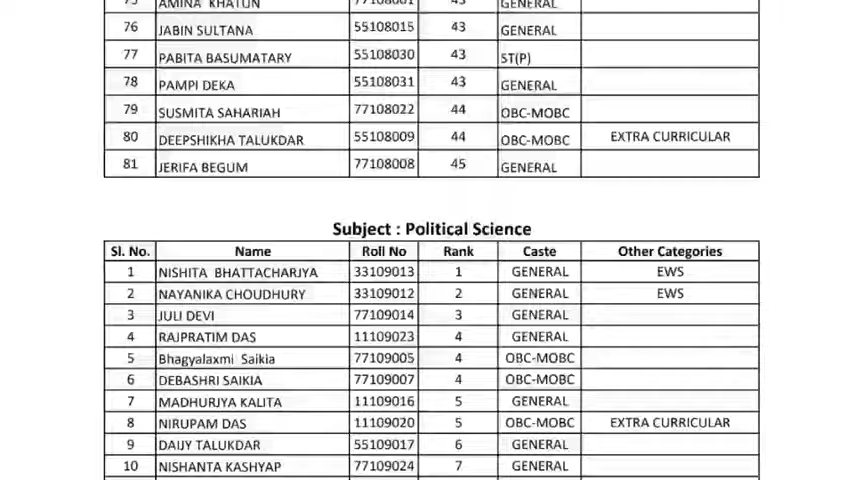 75 AMINA KHATUN 77108001 43 GENERAL
76 JABIN SULTANA 55108015 43 GENERAL
77 PABITA BASUMATARY 55108030 43 ST(P)
78 PAMPI DEKA 55108031 43 GENERAL
79 SUSMITA SAHARIAH 77108022 44 OBC-MOBC
80 DEEPSHIKHA TALUKDAR 55108009 44 OBC-MOBC EXTRA CURRICULAR
81 JERIFA BEGUM 77108008 45 GENERAL
Subject : Political Science
Sl. No. Name Roll No Rank Caste Other Categories
1 NISHITA BHATTACHARJYA 33109013 1 GENERAL EWS
2 NAYANIKA CHOUDHURY 33109012 2 GENERAL EWS
3 JULI DEVI 77109014 3 GENERAL
4 RAJPRATIM DAS 11109023 4 GENERAL
5 Bhagyalaxmi Saikia 77109005 4 OBC-MOBC
6 DEBASHRI SAIKIA 77109007 4 OBC-MOBC
7 MADHURJYA KALITA 11109016 5 GENERAL
8 NIRUPAM DAS 11109020 5 OBC-MOBC EXTRA CURRICULAR
9 DAIJY TALUKDAR 55109017 6 GENERAL
10 NISHANTA KASHYAP 77109024 7 GENERAL